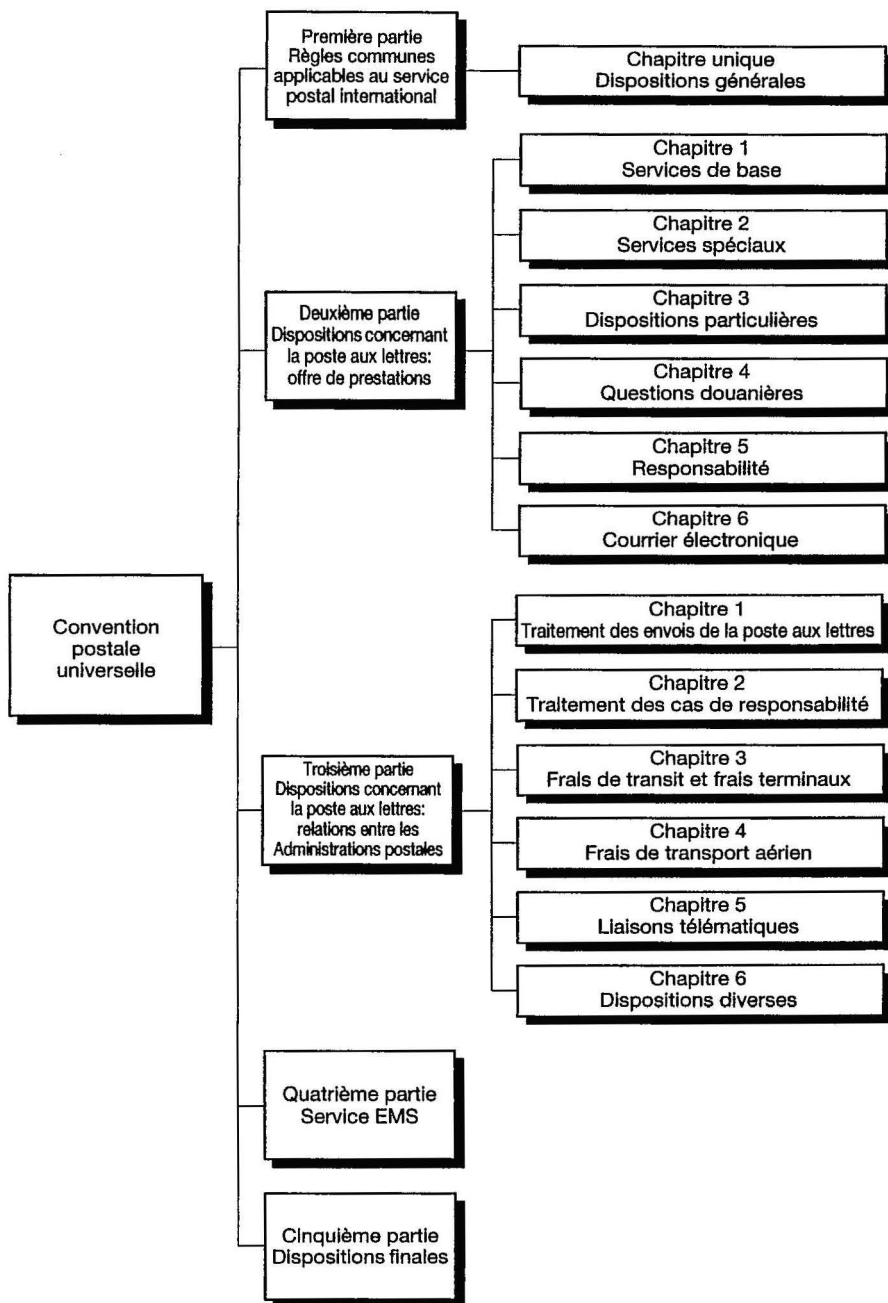 Première partie
Règles communes
applicables au service
postal international
Chapitre unique
Dispositions générales
Deuxième partie
Dispositions concernant
la poste aux lettres:
offre de prestations
Chapitre 1
Services de base
Chapitre 2
Services spéciaux
Chapitre 3
Dispositions particulières
Chapitre 4
Questions douanières
Chapitre 5
Responsabilité
Chapitre 6
Courrier électronique
Convention
postale
universelle
Troisième partie
Dispositions concernant
la poste aux lettres:
relations entre les
Administrations postales
Chapitre 1
Traitement des envois de la poste aux lettres
Chapitre 2
Traitement des cas de responsabilité
Chapitre 3
Frais de transit et frais terminaux
Chapitre 4
Frais de transport aérien
Chapitre 5
Liaisons télématiques
Chapitre 6
Dispositions diverses
Quatrième partie
Service EMS
Cinquième partie
Dispositions finales